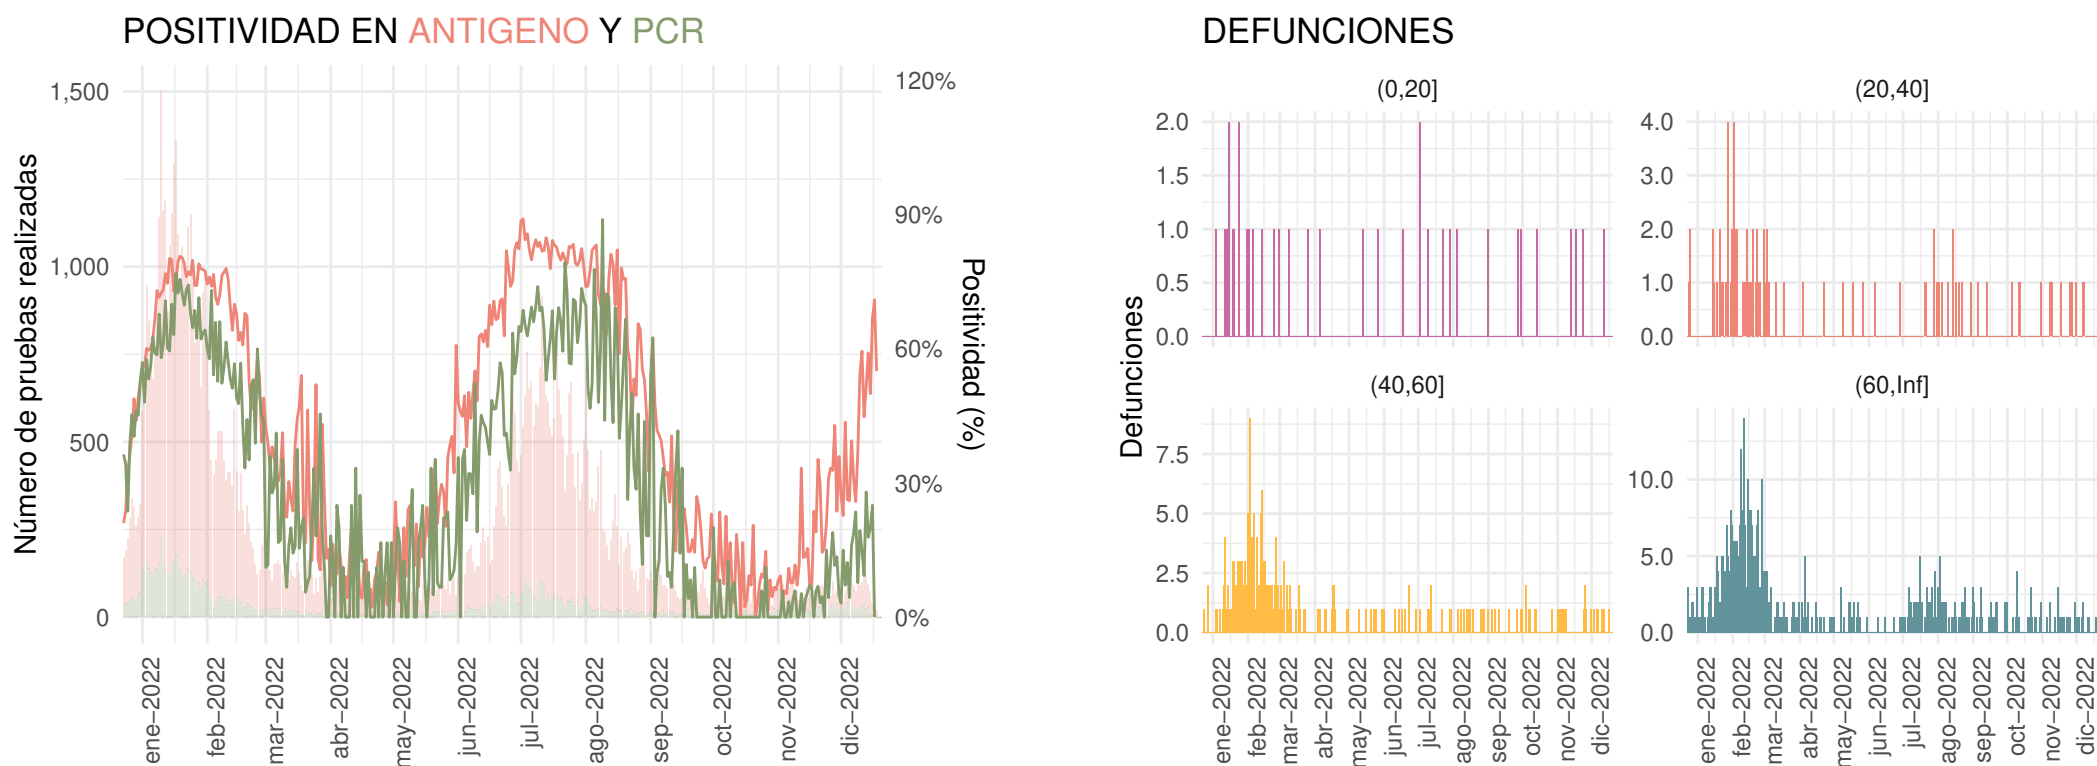 POSITIVIDAD EN ANTIGENO Y PCR
Número de pruebas realizadas
1,500
1,000
500
0
120%
90%
60%
30%
0%
Positividad (%)
ene−2022
feb−2022
mar−2022
abr−2022
may−2022
jun−2022
jul−2022
ago−2022
sep−2022
oct−2022
nov−2022
dic−2022
DEFUNCIONES
Defunciones
(0,20]
2.0
1.5
1.0
0.5
0.0
(20,40]
4.0
3.0
2.0
1.0
0.0
(40,60]
7.5
5.0
2.5
0.0
(60,Inf]
10.0
5.0
0.0
ene−2022
feb−2022
mar−2022
abr−2022
may−2022
jun−2022
jul−2022
ago−2022
sep−2022
oct−2022
nov−2022
dic−2022
ene−2022
feb−2022
mar−2022
abr−2022
may−2022
jun−2022
jul−2022
ago−2022
sep−2022
oct−2022
nov−2022
dic−2022